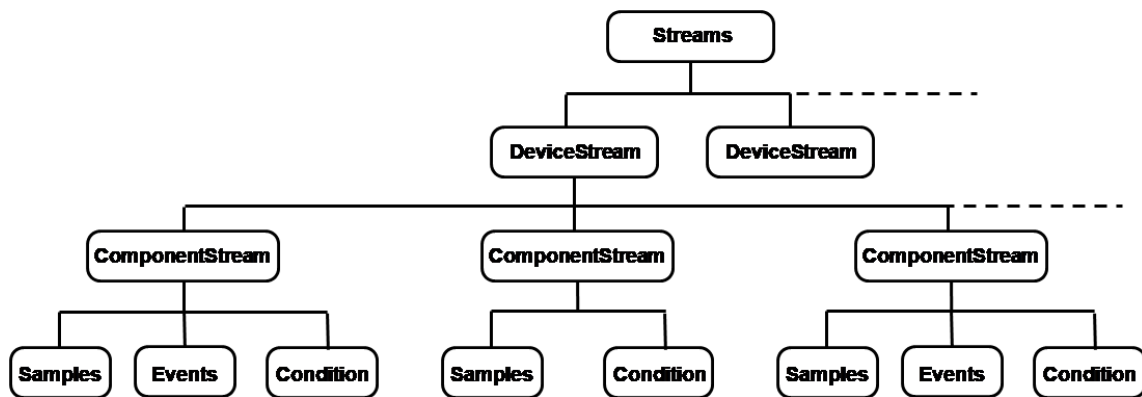 Streams
DeviceStream
DeviceStream
ComponentStream
ComponentStream
ComponentStream
Samples
Events
Condition
Samples
Condition
Samples
Events
Condition